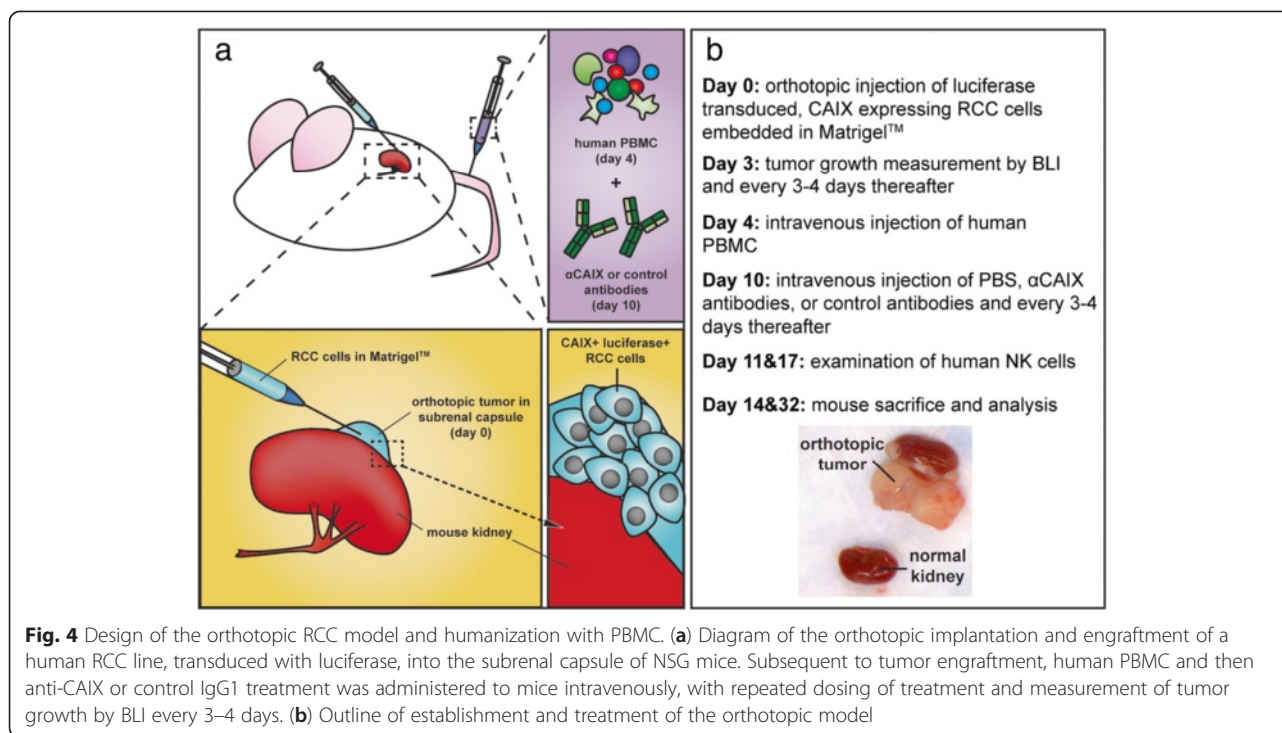 a
human PBMC
(day 4)
+
αCAIX or control
antibodies
(day 10)
RCC cells in Matrigel™
orthotopic tumor in
subrenal capsule
(day 0)
mouse kidney
CAIX+ luciferase+
RCC cells
b
Day 0: orthotopic injection of luciferase
transduced, CAIX expressing RCC cells
embedded in Matrigel™
Day 3: tumor growth measurement by BLI
and every 3-4 days thereafter
Day 4: intravenous injection of human
PBMC
Day 10: intravenous injection of PBS, αCAIX
antibodies, or control antibodies and every 3-4
days thereafter
Day 11&17: examination of human NK cells
Day 14&32: mouse sacrifice and analysis
orthotopic
tumor
normal
kidney
Fig. 4 Design of the orthotopic RCC model and humanization with PBMC. (a) Diagram of the orthotopic implantation and engraftment of a
human RCC line, transduced with luciferase, into the subrenal capsule of NSG mice. Subsequent to tumor engraftment, human PBMC and then
anti-CAIX or control IgG1 treatment was administered to mice intravenously, with repeated dosing of treatment and measurement of tumor
growth by BLI every 3–4 days. (b) Outline of establishment and treatment of the orthotopic model